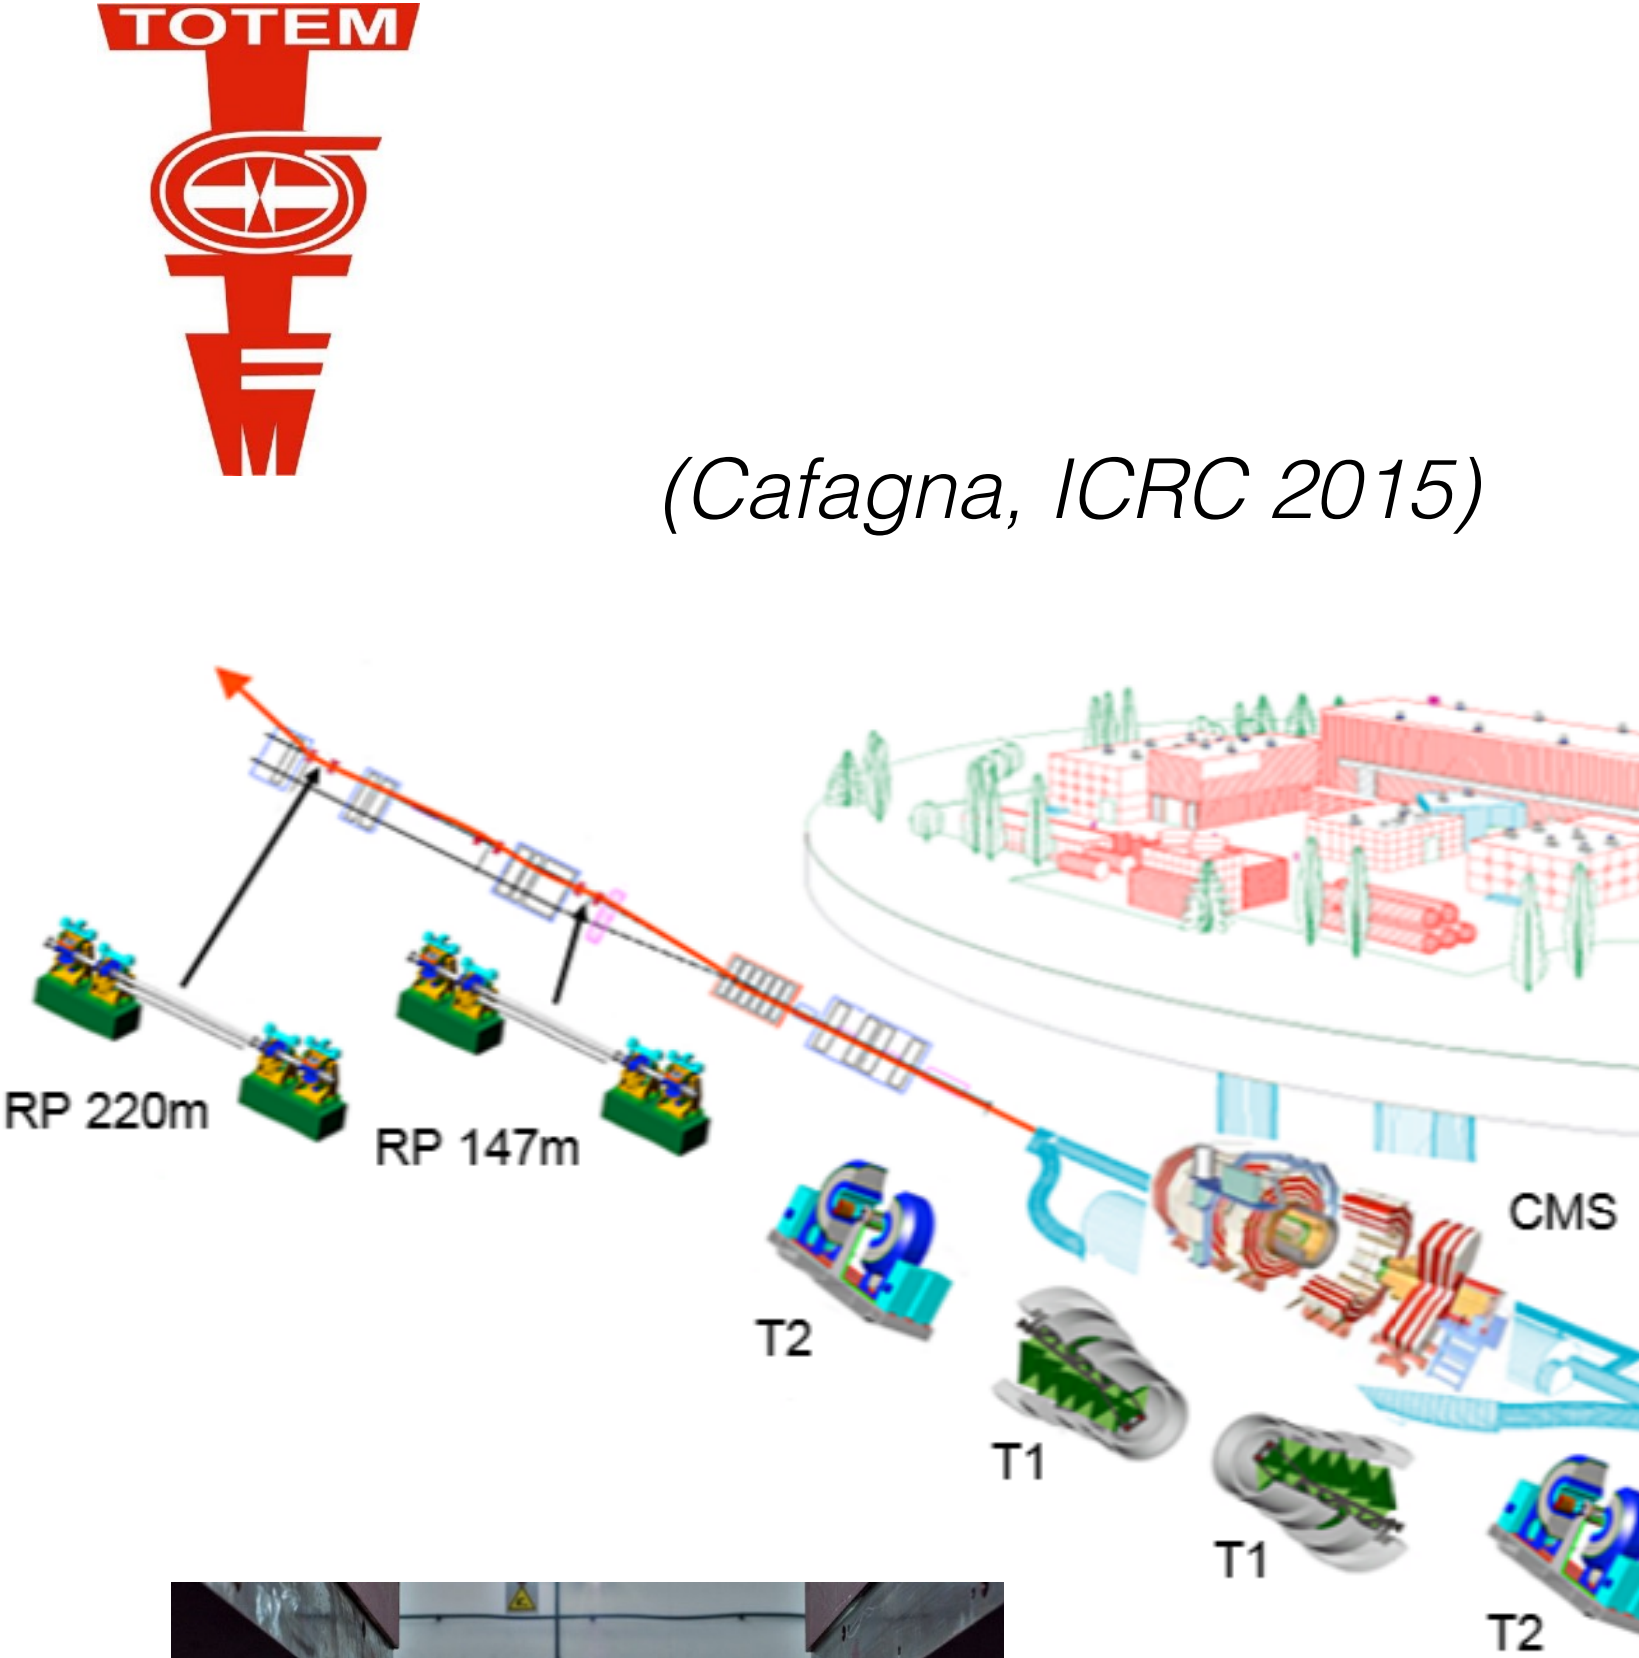 TOTEM
(Cafagna, ICRC 2015)
RP 220m
RP 147m
CMS
T2
T1
T1
T2